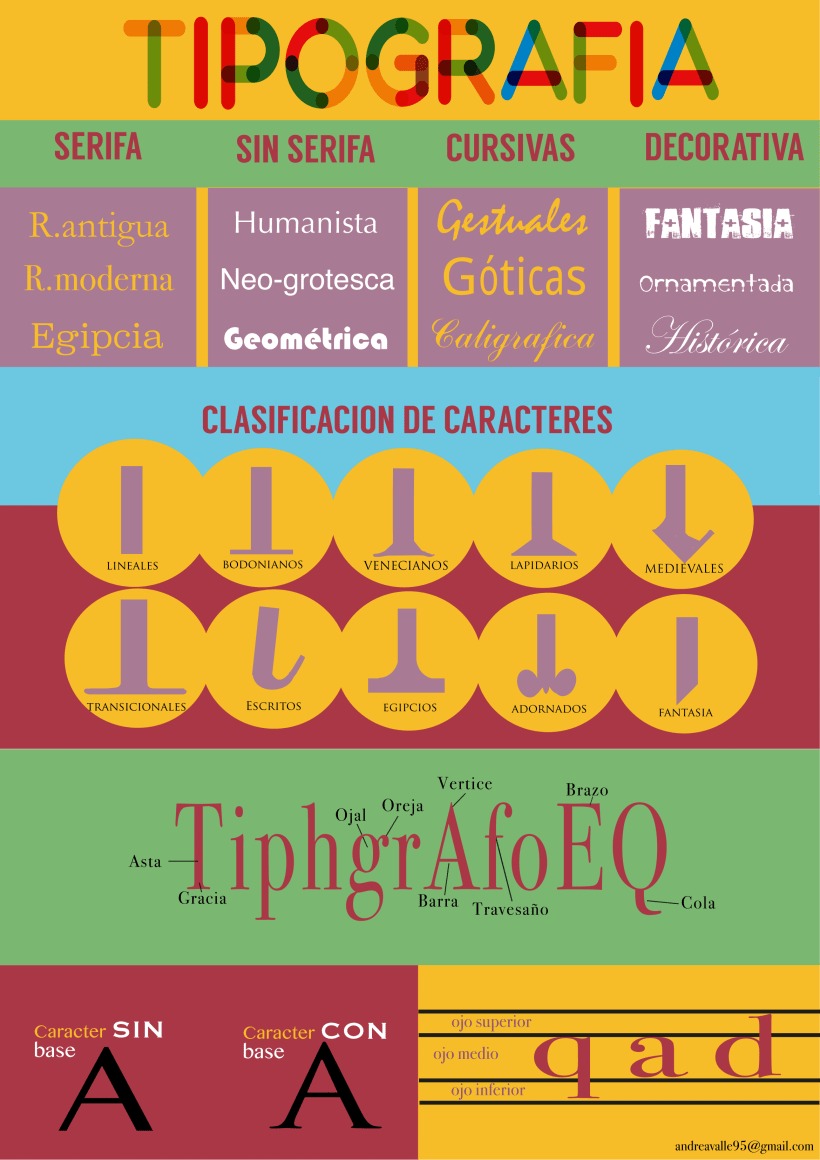 TIPOGRAFIA
SERIFA
SIN SERIFA
CURSIVAS
DECORATIVA
R.antigua
R.moderna
Egipcia
Humanista
Neo-grotesca
Geométrica
Gestuales
Góticas
Caligrafica
FANTASIA
Ornamentada
Histórica
CLASIFICACION DE CARACTERES
LINEALES
BODONIANOS
VENECIANOS
LAPIDARIOS
MEDIEVALES
TRANSICIONALES
ESCRITOS
EGIPCIOS
ADORNADOS
FANTASIA
Vertice
Brazo
Oreja
Ojal
TiphgrAfoEQ
Asta
Gracia
Barra
Travesaño
Cola
Caracter SIN
base
A
Caracter CON
base
A
ojo superior
ojo medio
ojo inferior
q a d
andreavalle95@gmail.com